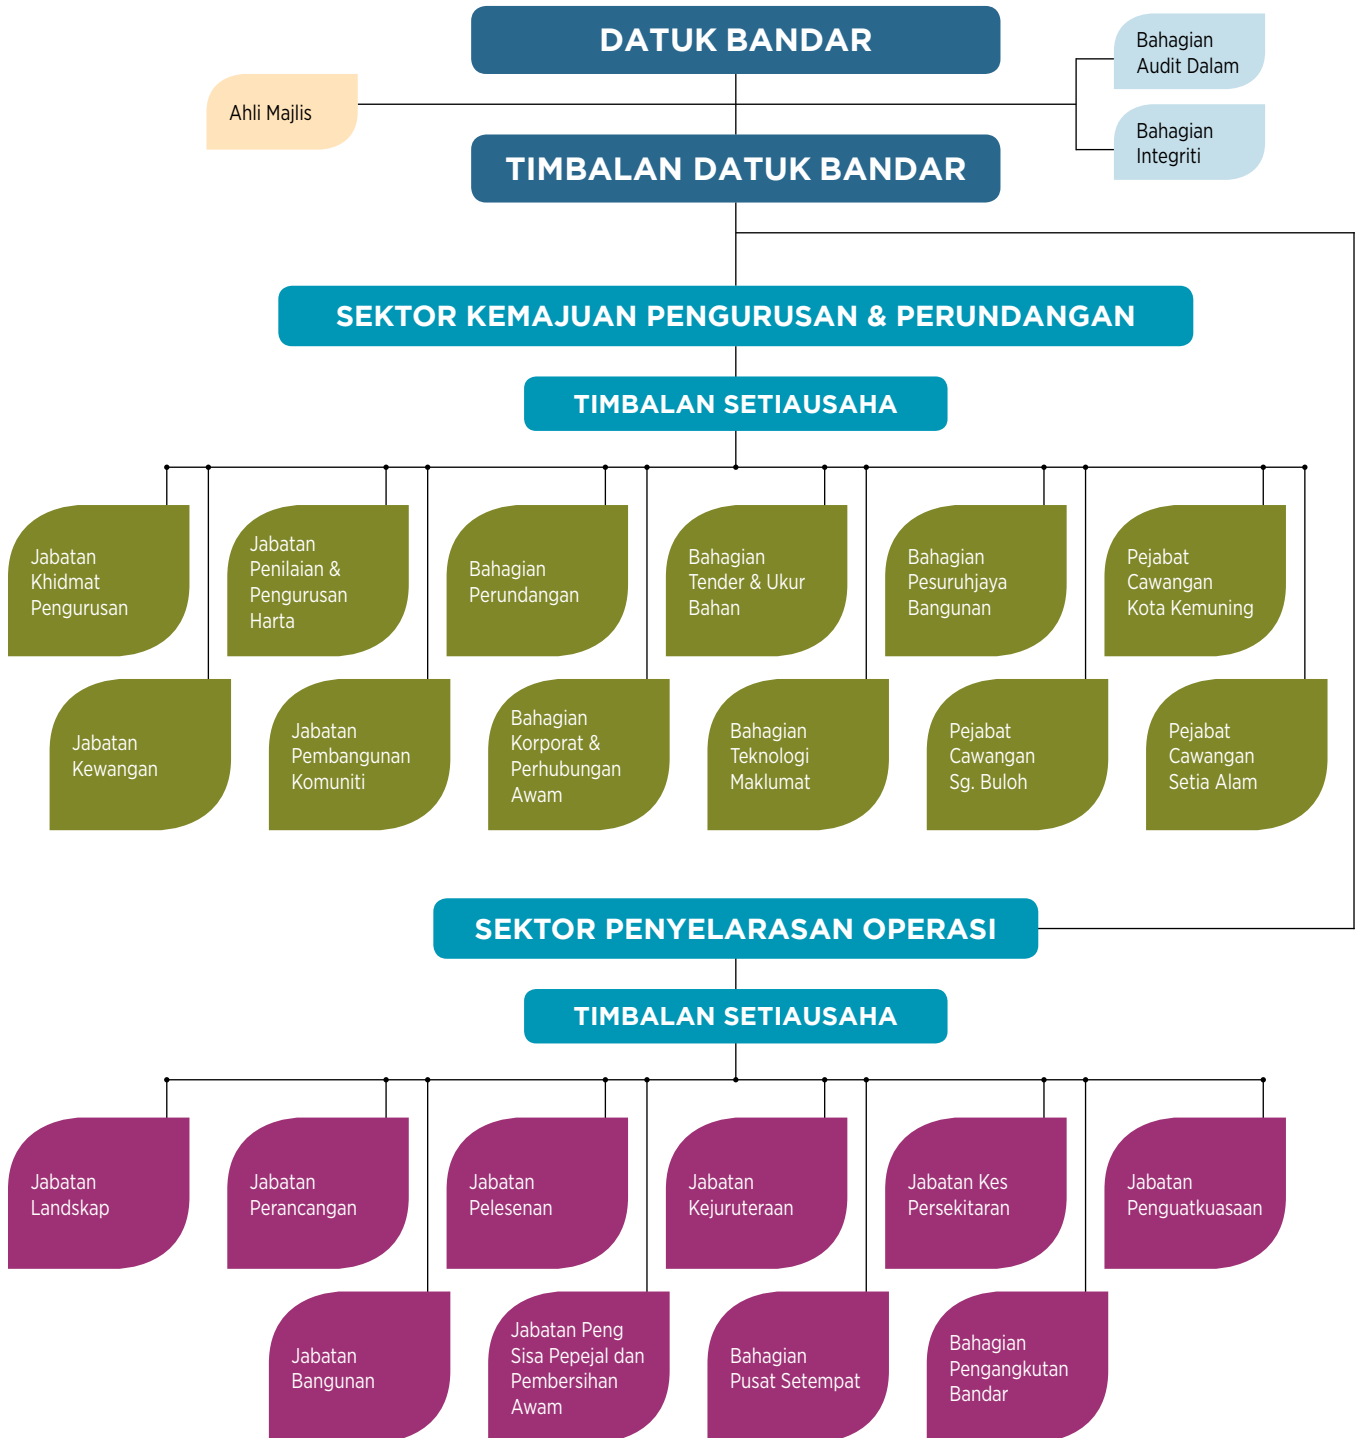 DATUK BANDAR
Bahagian
Audit Dalam
Ahli Majlis
Bahagian
Integriti
TIMBALAN DATUK BANDAR
SEKTOR KEMAJUAN PENGURUSAN & PERUNDANGAN
TIMBALAN SETIAUSAHA
Jabatan
Khidmat
Pengurusan
Jabatan
Penilaian &
Pengurusan
Harta
Bahagian
Perundangan
Bahagian
Tender & Ukur
Bahan
Bahagian
Pesuruhjaya
Bangunan
Pejabat
Cawangan
Kota Kemuning
Jabatan
Kewangan
Jabatan
Pembangunan
Komuniti
Bahagian
Korporat &
Perhubungan
Awam
Bahagian
Teknologi
Maklumat
Pejabat
Cawangan
Sg. Buloh
Pejabat
Cawangan
Setia Alam
SEKTOR PENYELARASAN OPERASI
TIMBALAN SETIAUSAHA
Jabatan
Landskap
Jabatan
Perancangan
Jabatan
Pelesenan
Jabatan
Kejuruteraan
Jabatan Kes
Persekitaran
Jabatan
Penguatkuasaan
Jabatan
Bangunan
Jabatan Peng
Sisa Pepejal dan
Pembersihan
Awam
Bahagian
Pusat Setempat
Bahagian
Pengangkutan
Bandar